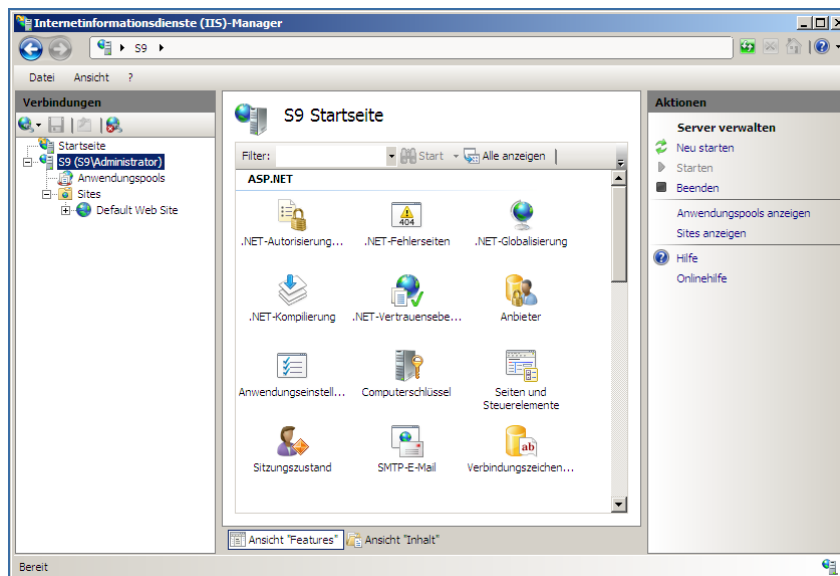 Internetinformationsdienste (IIS)-Manager
S9
Datei Ansicht ?
Verbindungen
Startseite
S9 (S9\Administrator)
Anwendungspools
Sites
Default Web Site
S9 Startseite
Filter: Start Alle anzeigen
ASP.NET
.NET-Autorisierung... .NET-Fehlerseiten .NET-Globalisierung
.NET-Kompilierung .NET-Vertrauensebe... Anbieter
Anwendungseinstell... Computerschlüssel Seiten und
Steuerelemente
Sitzungszustand SMTP-E-Mail Verbindungszeichen...
Ansicht "Features" Ansicht "Inhalt"
Aktionen
Server verwalten
Neu starten
Starten
Beenden
Anwendungspools anzeigen
Sites anzeigen
Hilfe
Onlinehilfe
Bereit